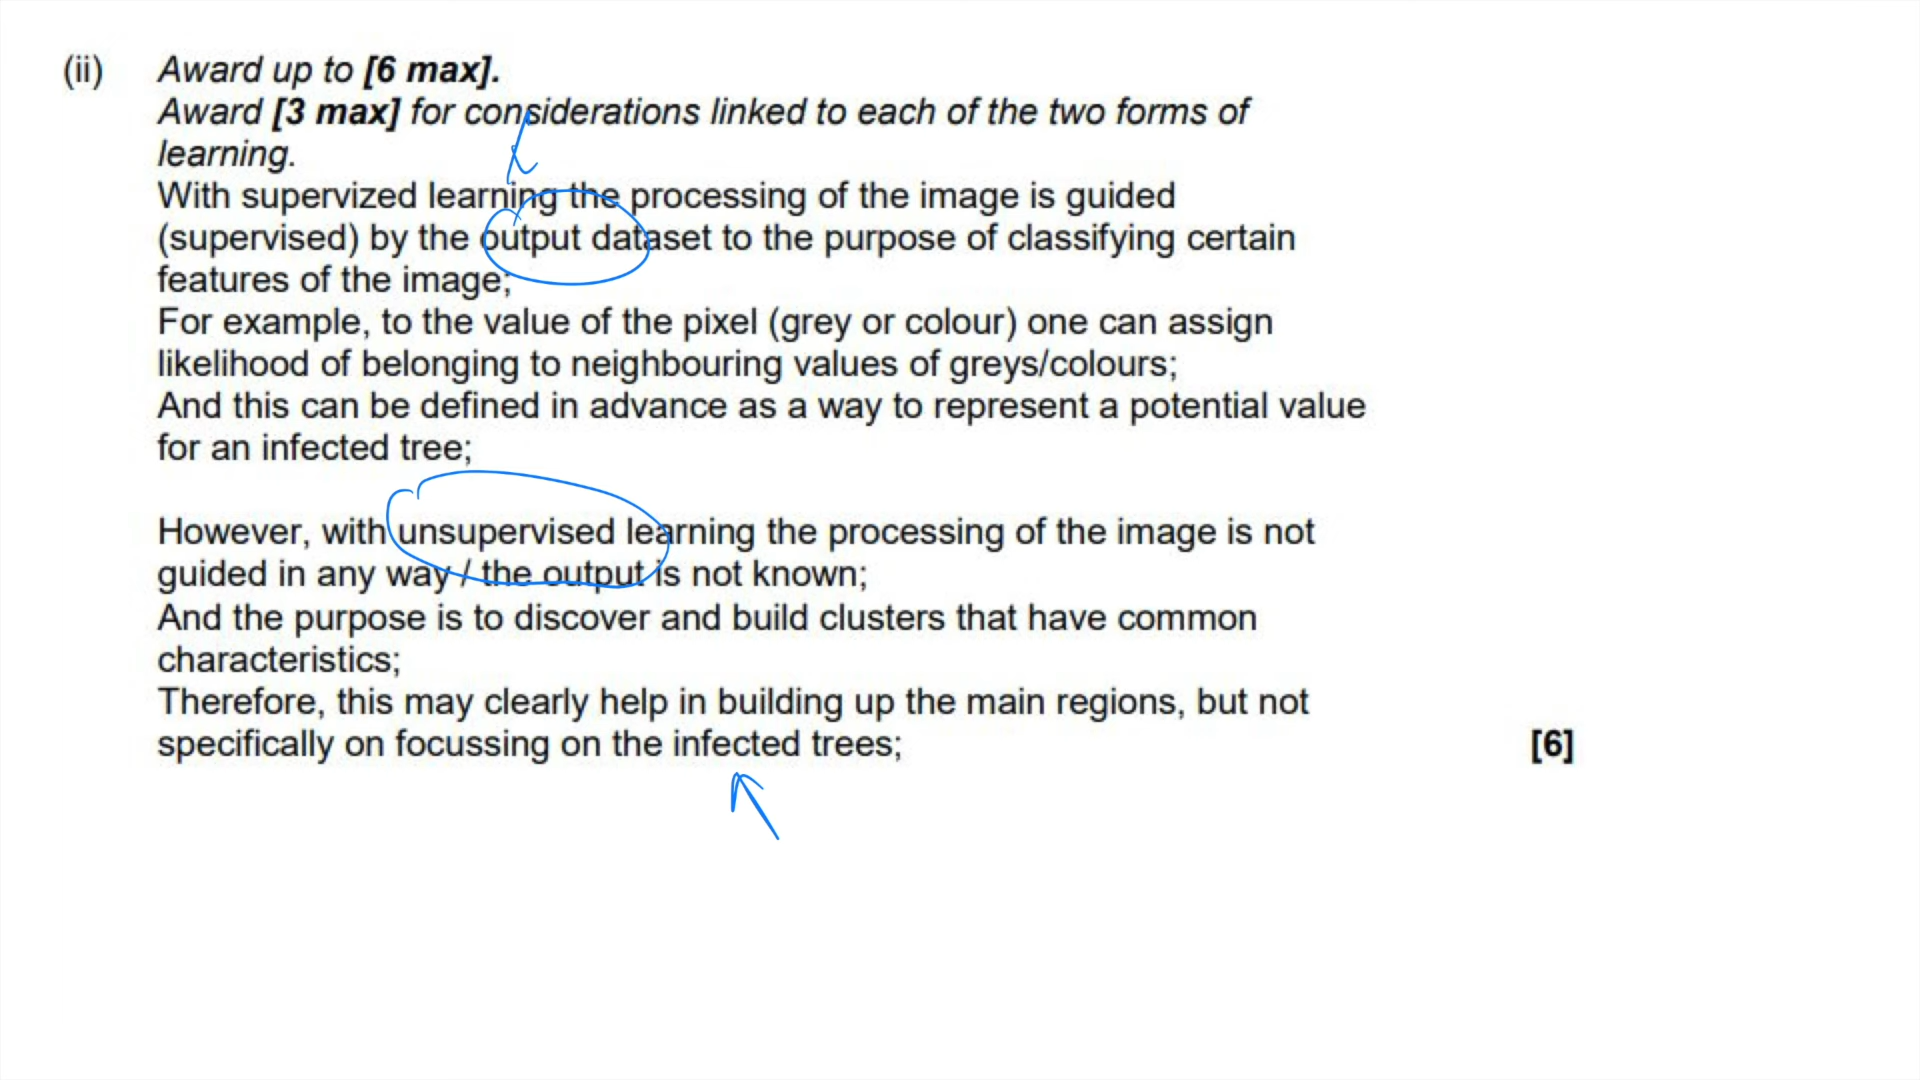 (ii) Award up to [6 max].
Award [3 max] for considerations linked to each of the two forms of
learning.
With supervized learning the processing of the image is guided
(supervised) by the output dataset to the purpose of classifying certain
features of the image;
For example, to the value of the pixel (grey or colour) one can assign
likelihood of belonging to neighbouring values of greys/colours;
And this can be defined in advance as a way to represent a potential value
for an infected tree;
However, with unsupervised learning the processing of the image is not
guided in any way / the output is not known;
And the purpose is to discover and build clusters that have common
characteristics;
Therefore, this may clearly help in building up the main regions, but not
specifically on focussing on the infected trees; [6]